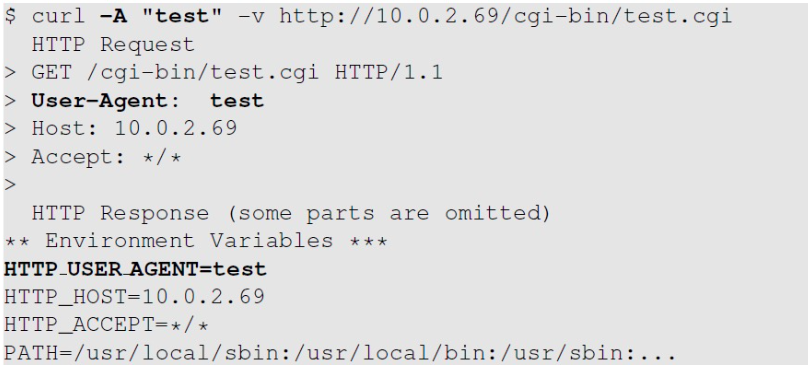 $ curl -A "test" -v http://10.0.2.69/cgi-bin/test.cgi
HTTP Request
> GET /cgi-bin/test.cgi HTTP/1.1
> User-Agent: test
> Host: 10.0.2.69
> Accept: */*
>
HTTP Response (some parts are omitted)
** Environment Variables ***
HTTP_USER_AGENT=test
HTTP_HOST=10.0.2.69
HTTP_ACCEPT=*/*
PATH=/usr/local/sbin:/usr/local/bin:/usr/sbin:...